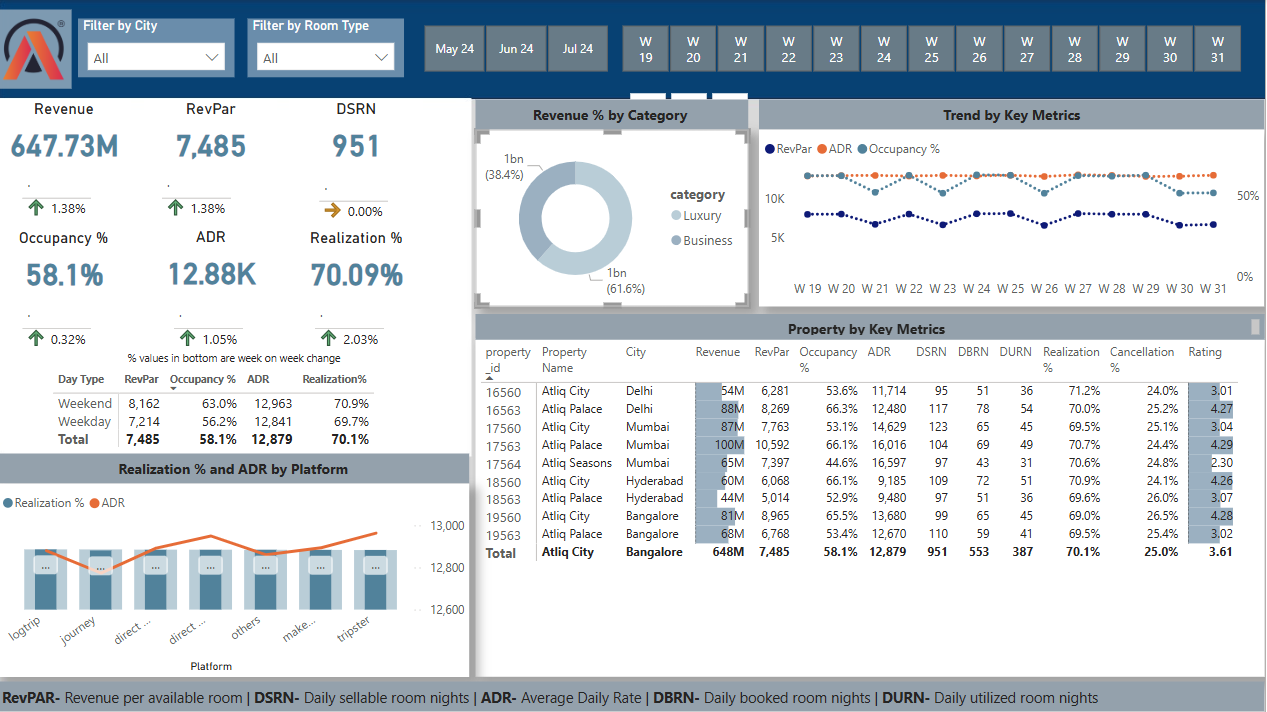 ®
Filter by City
All
Filter by Room Type
All
May 24
Jun 24
Jul 24
W 19
W 20
W 21
W 22
W 23
W 24
W 25
W 26
W 27
W 28
W 29
W 30
W 31
Revenue RevPar DSRN
647.73M 7,485 951
1.38% 1.38% 0.00%
Occupancy % ADR Realization %
58.1% 12.88K 70.09%
0.32% 1.05% 2.03%
% values in bottom are week on week change
Day Type RevPar Occupancy % ADR Realization%
Weekend 8,162 63.0% 12,963 70.9%
Weekday 7,214 56.2% 12,841 69.7%
Total 7,485 58.1% 12,879 70.1%
Realization % and ADR by Platform
Realization % ADR
13,000
12,800
12,600
... ... ... ... ... ... ...
logtrip journey direct ... direct ... others make... tripster
Platform
Revenue % by Category
1bn
(38.4%)
1bn
(61.6%)
category
Luxury
Business
Trend by Key Metrics
RevPar ADR Occupancy %
10K
5K
50%
0%
W 19 W 20 W 21 W 22 W 23 W 24 W 25 W 26 W 27 W 28 W 29 W 30 W 31
Property by Key Metrics
property Property City Revenue RevPar Occupancy ADR DSRN DBRN DURN Realization Cancellation Rating
_id Name % % %
16560 Atliq City Delhi 54M 6,281 53.6% 11,714 95 51 36 71.2% 24.0% 3.01
16563 Atliq Palace Delhi 88M 8,269 66.3% 12,480 117 78 54 70.0% 25.2% 4.27
17560 Atliq City Mumbai 87M 7,763 53.1% 14,629 123 65 45 69.5% 25.1% 3.04
17563 Atliq Palace Mumbai 100M 10,592 66.1% 16,016 104 69 49 70.7% 24.4% 4.29
17564 Atliq Seasons Mumbai 65M 7,397 44.6% 16,597 97 43 31 70.6% 24.8% 2.30
18560 Atliq City Hyderabad 60M 6,068 66.1% 9,185 109 72 51 70.9% 24.1% 4.26
18563 Atliq Palace Hyderabad 44M 5,014 52.9% 9,480 97 51 36 69.6% 26.0% 3.07
19560 Atliq City Bangalore 81M 8,965 65.5% 13,680 99 65 45 69.0% 26.5% 4.28
19563 Atliq Palace Bangalore 68M 6,768 53.4% 12,670 110 59 41 69.5% 25.4% 3.02
Total Atliq City Bangalore 648M 7,485 58.1% 12,879 951 553 387 70.1% 25.0% 3.61
RevPAR- Revenue per available room | DSRN- Daily sellable room nights | ADR- Average Daily Rate | DBRN- Daily booked room nights | DURN- Daily utilized room nights